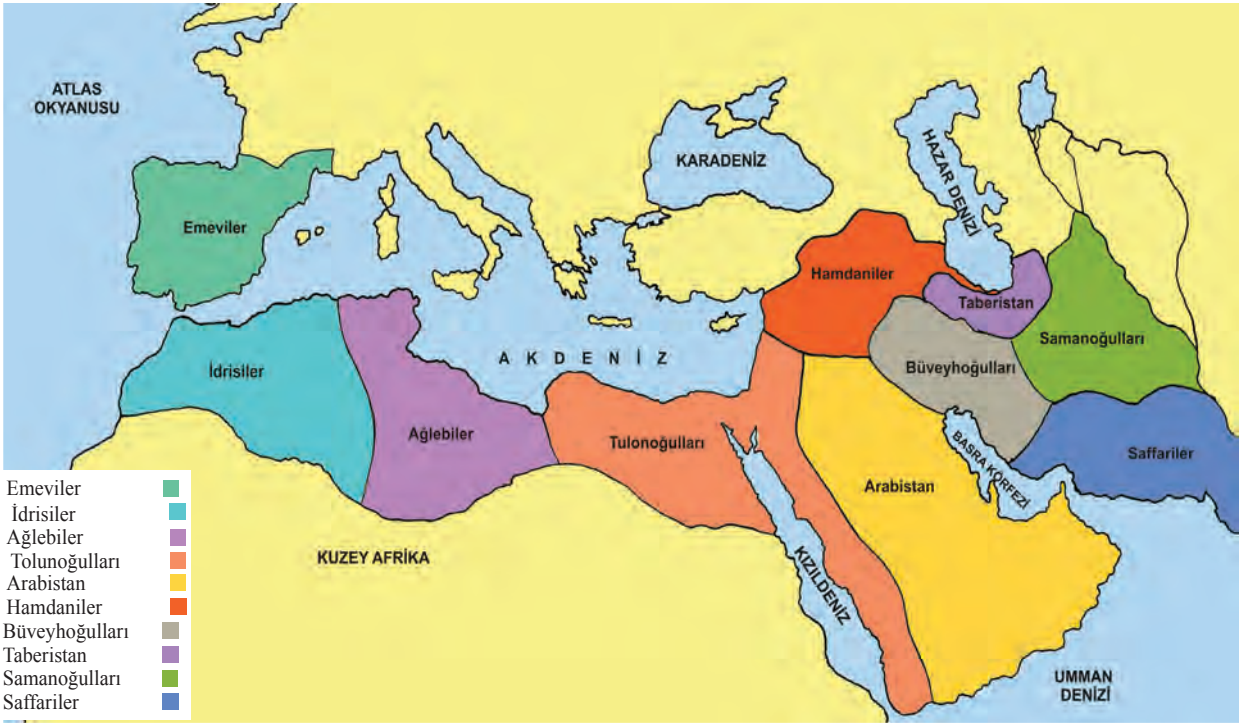 ATLAS
OKYANUSU
KARADENİZ
HAZAR DENİZİ
Emeviler
Hamdaniler
Taberistan
Samanoğulları
AKDENİZ
İdrisiler
Büveyhoğulları
Ağlebiler
Tulonoğulları
BASRA KÖRFEZİ
Saffariler
Arabistan
KUZEY AFRİKA
KIZILDENİZ
UMMAN
DENİZİ
Emeviler
İdrisiler
Ağlebiler
Tolunoğulları
Arabistan
Hamdaniler
Büveyhoğulları
Taberistan
Samanoğulları
Saffariler